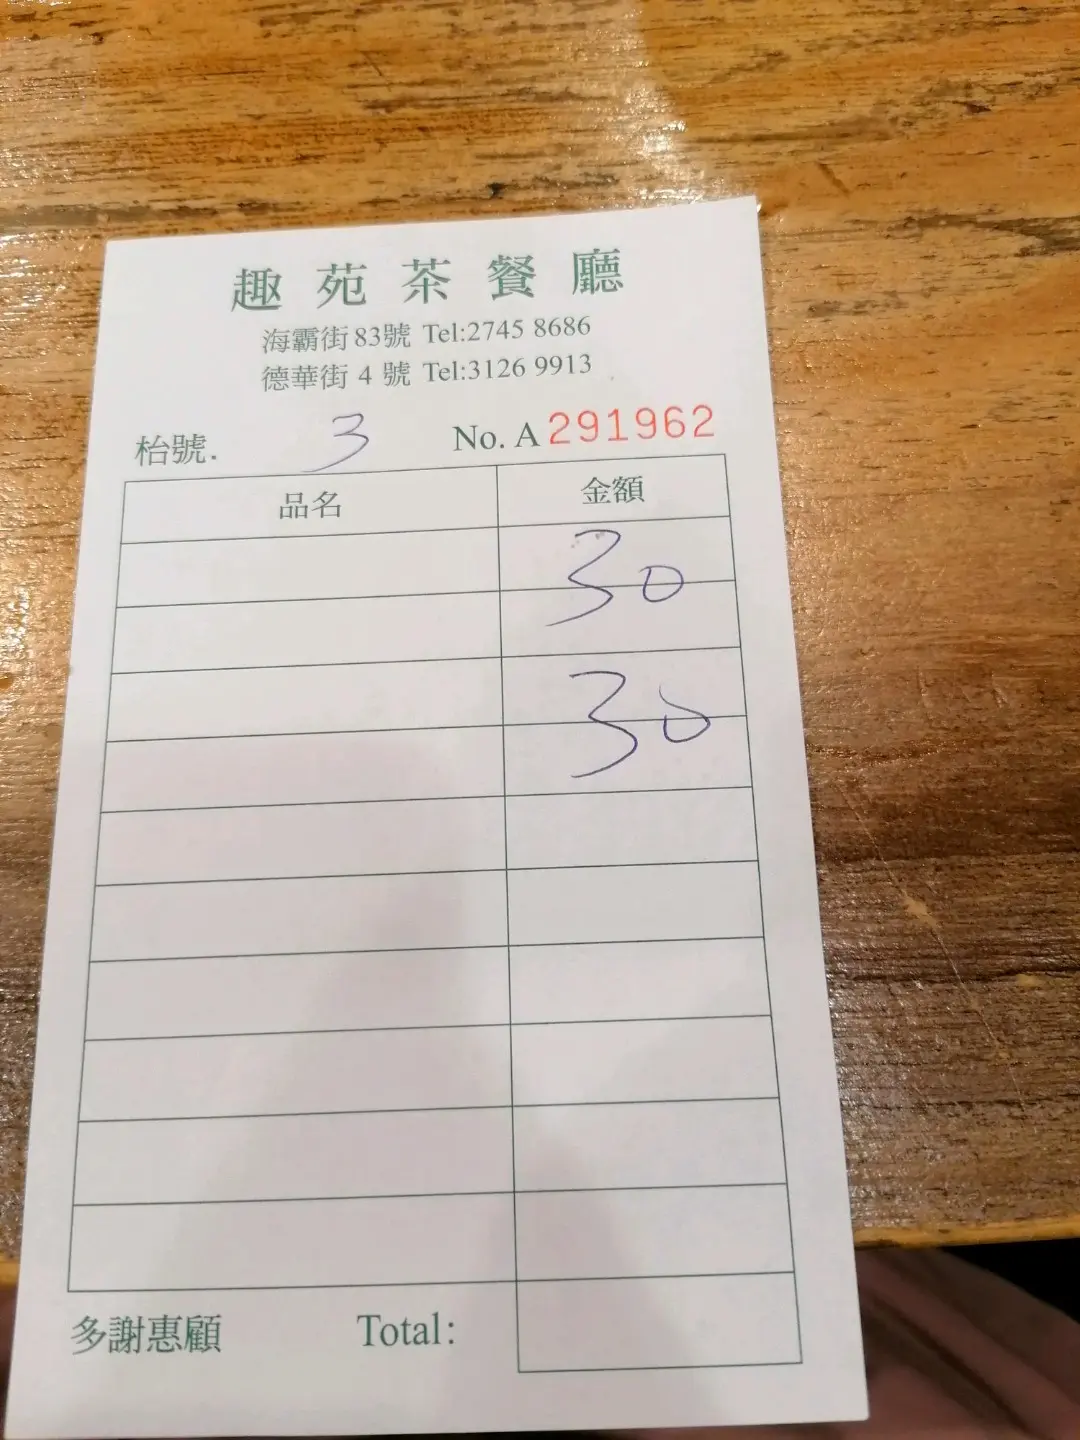 趣苑茶餐廳
海霸街83號 Tel:2745 8686
德華街 4 號 Tel:3126 9913
枱號. 3 No. A 291962
品名 金額
30
30
多謝惠顧 Total: